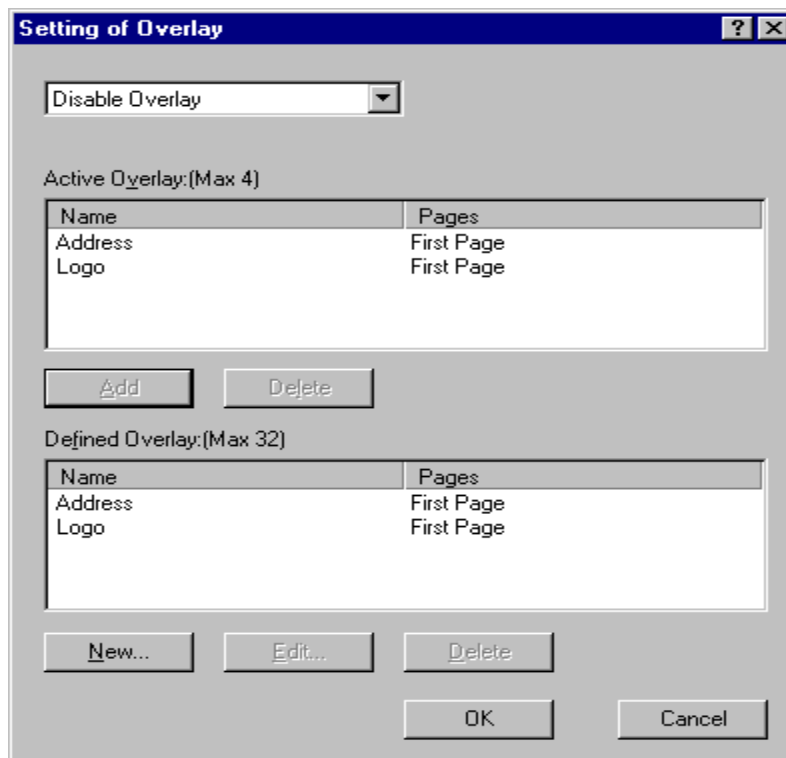 Setting of Overlay
Disable Overlay
Active Overlay:(Max 4)
Name Pages
Address First Page
Logo First Page
Add Delete
Defined Overlay:(Max 32)
Name Pages
Address First Page
Logo First Page
New... Edit... Delete
OK Cancel